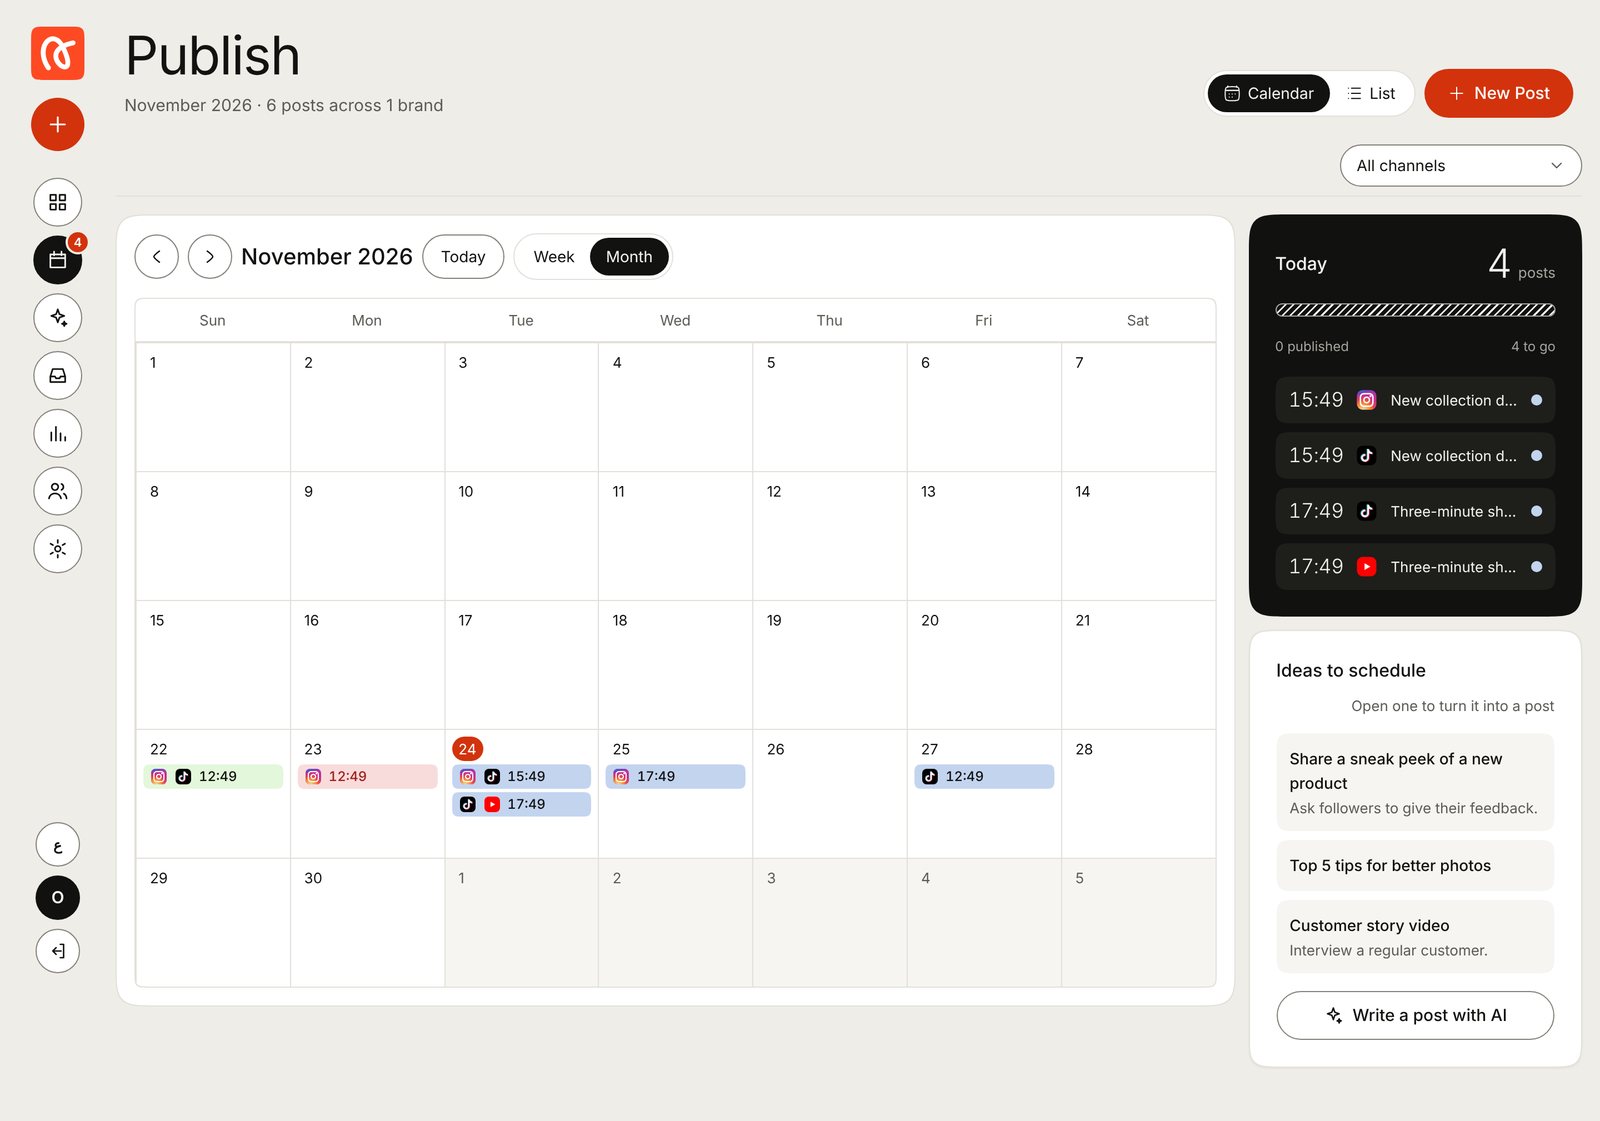 Publish
November 2026 · 6 posts across 1 brand
Calendar
List
New Post
All channels
4
November 2026
Today
Week
Month
Sun Mon Tue Wed Thu Fri Sat
1 2 3 4 5 6 7
8 9 10 11 12 13 14
15 16 17 18 19 20 21
22 23 24 25 26 27 28
12:49 12:49 15:49 17:49 12:49
17:49
29 30 1 2 3 4 5
Today
4 posts
0 published 4 to go
15:49 New collection d...
15:49 New collection d...
17:49 Three-minute sh...
17:49 Three-minute sh...
Ideas to schedule
Open one to turn it into a post
Share a sneak peek of a new
product
Ask followers to give their feedback.
Top 5 tips for better photos
Customer story video
Interview a regular customer.
Write a post with AI
ع
O